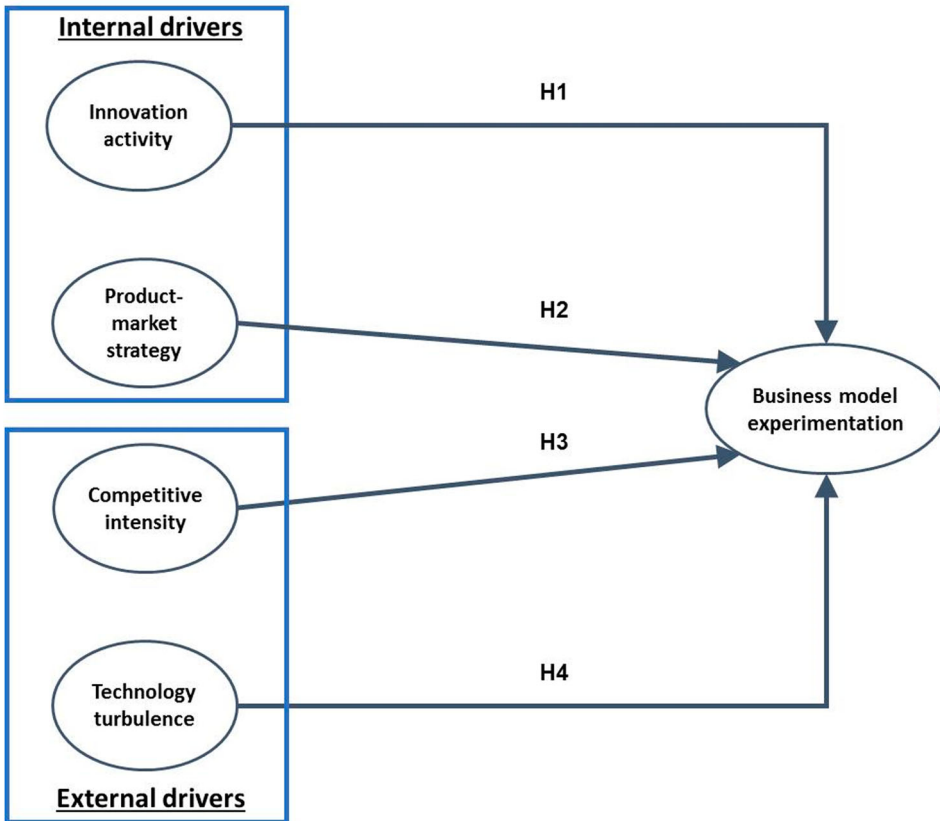 Internal drivers
Innovation
activity
H1
Product-
market
strategy
H2
Business model
experimentation
Competitive
intensity
H3
Technology
turbulence
H4
External drivers